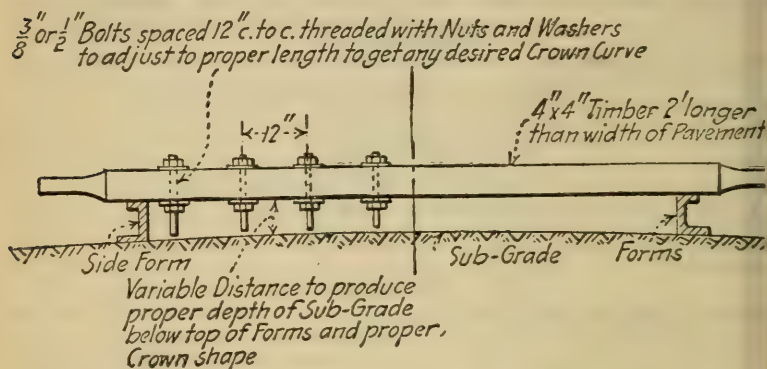 3/8" or 1/2" Bolts spaced 12" c. to c. threaded with Nuts and Washers
to adjust to proper length to get any desired Crown Curve
12"
4"x4" Timber 2' longer
than width of Pavement
Side Form
Sub-Grade
Forms
Variable Distance to produce
proper depth of Sub-Grade
below top of Forms and proper,
Crown shape